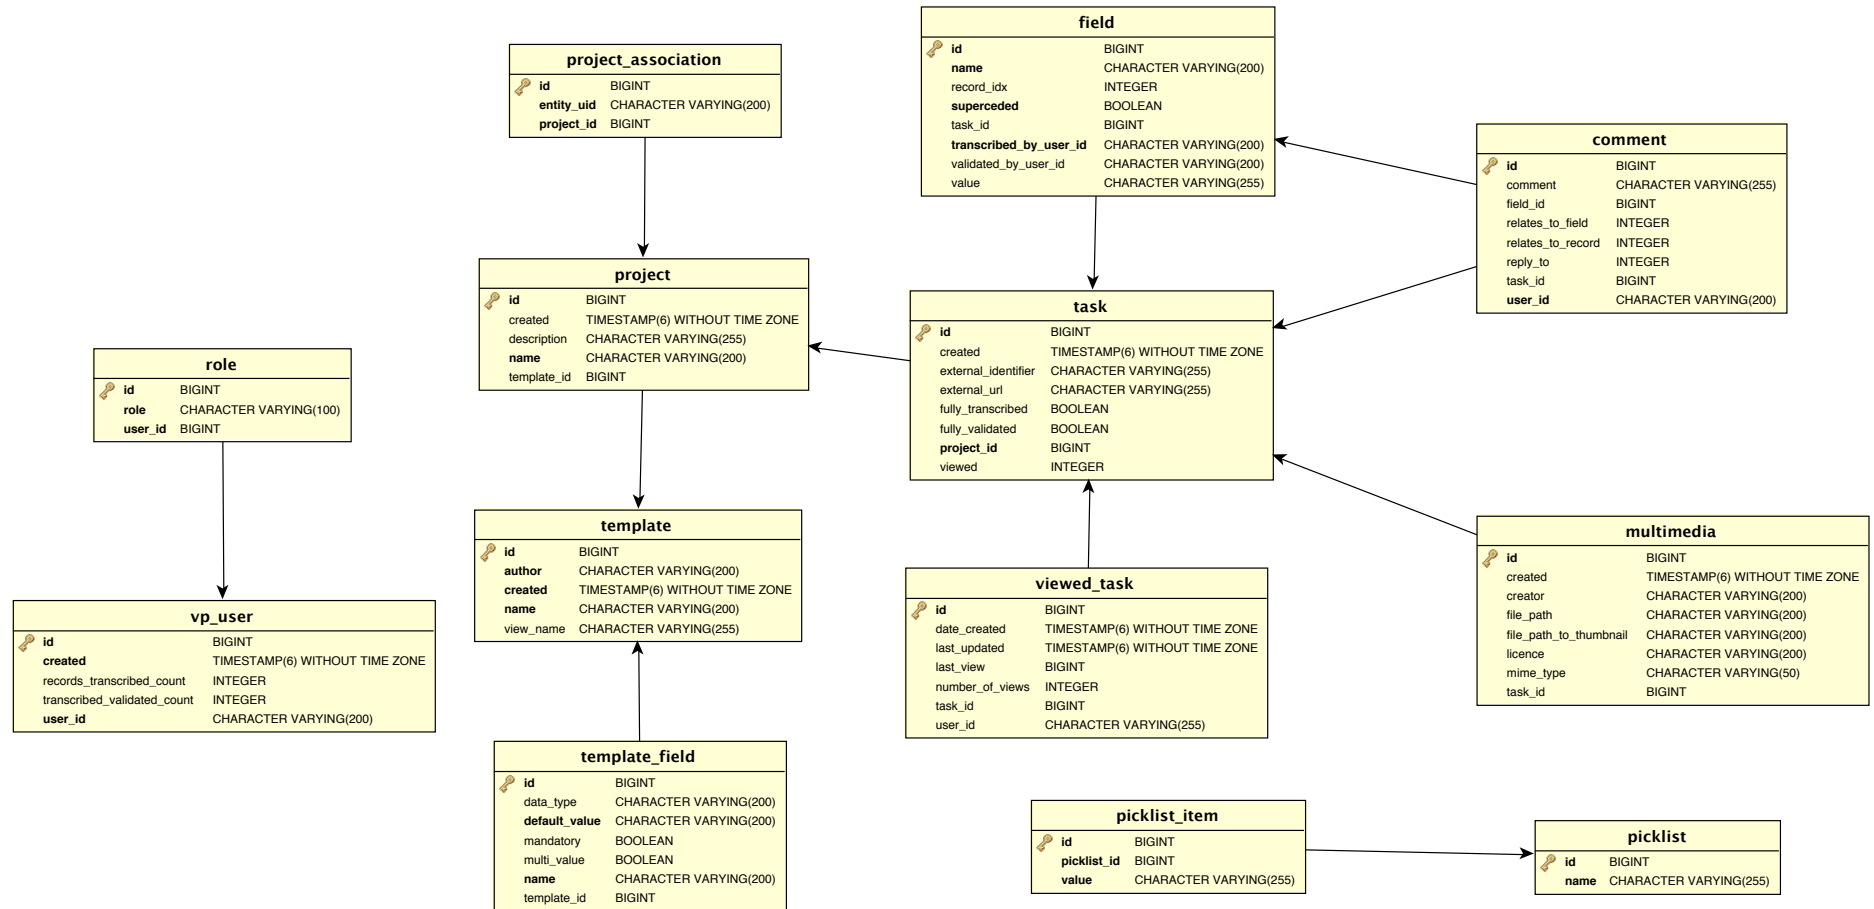 field
id BIGINT
name CHARACTER VARYING(200)
record_idx INTEGER
superceded BOOLEAN
task_id BIGINT
transcribed_by_user_id CHARACTER VARYING(200)
validated_by_user_id CHARACTER VARYING(200)
value CHARACTER VARYING(255)
project_association
id BIGINT
entity_uid CHARACTER VARYING(200)
project_id BIGINT
comment
id BIGINT
comment CHARACTER VARYING(255)
field_id BIGINT
relates_to_field INTEGER
relates_to_record INTEGER
reply_to INTEGER
task_id BIGINT
user_id CHARACTER VARYING(200)
project
id BIGINT
created TIMESTAMP(6) WITHOUT TIME ZONE
description CHARACTER VARYING(255)
name CHARACTER VARYING(200)
template_id BIGINT
task
id BIGINT
created TIMESTAMP(6) WITHOUT TIME ZONE
external_identifier CHARACTER VARYING(255)
external_url CHARACTER VARYING(255)
fully_transcribed BOOLEAN
fully_validated BOOLEAN
project_id BIGINT
viewed INTEGER
role
id BIGINT
role CHARACTER VARYING(100)
user_id BIGINT
template
id BIGINT
author CHARACTER VARYING(200)
created TIMESTAMP(6) WITHOUT TIME ZONE
name CHARACTER VARYING(200)
view_name CHARACTER VARYING(255)
multimedia
id BIGINT
created TIMESTAMP(6) WITHOUT TIME ZONE
creator CHARACTER VARYING(200)
file_path CHARACTER VARYING(200)
file_path_to_thumbnail CHARACTER VARYING(200)
licence CHARACTER VARYING(200)
mime_type CHARACTER VARYING(50)
task_id BIGINT
viewed_task
id BIGINT
date_created TIMESTAMP(6) WITHOUT TIME ZONE
last_updated TIMESTAMP(6) WITHOUT TIME ZONE
last_view BIGINT
number_of_views INTEGER
task_id BIGINT
user_id CHARACTER VARYING(255)
vp_user
id BIGINT
created TIMESTAMP(6) WITHOUT TIME ZONE
records_transcribed_count INTEGER
transcribed_validated_count INTEGER
user_id CHARACTER VARYING(200)
template_field
id BIGINT
data_type CHARACTER VARYING(200)
default_value CHARACTER VARYING(200)
mandatory BOOLEAN
multi_value BOOLEAN
name CHARACTER VARYING(200)
template_id BIGINT
picklist_item
id BIGINT
picklist_id BIGINT
value CHARACTER VARYING(255)
picklist
id BIGINT
name CHARACTER VARYING(255)